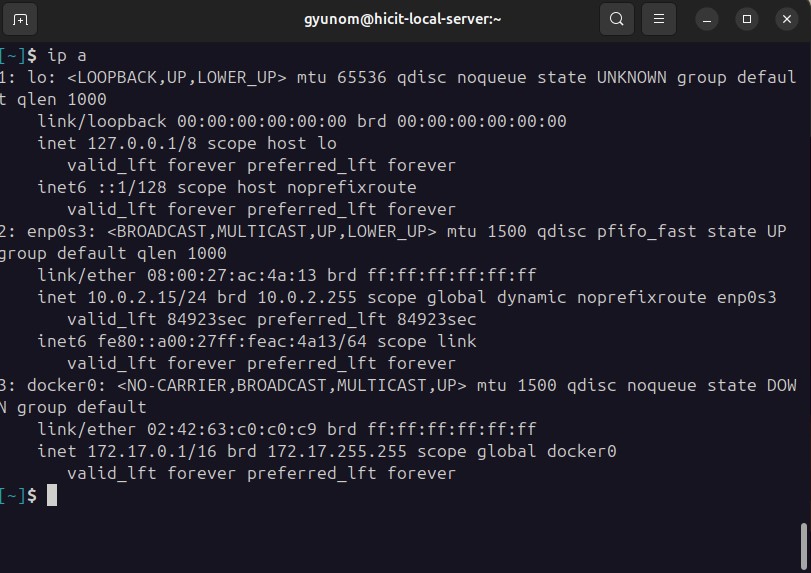 gyunom@hicit-local-server:~
[~]$ ip a
1: lo: <LOOPBACK,UP,LOWER_UP> mtu 65536 qdisc noqueue state UNKNOWN group defaul
t qlen 1000
link/loopback 00:00:00:00:00:00 brd 00:00:00:00:00:00
inet 127.0.0.1/8 scope host lo
valid_lft forever preferred_lft forever
inet6 ::1/128 scope host noprefixroute
valid_lft forever preferred_lft forever
2: enp0s3: <BROADCAST,MULTICAST,UP,LOWER_UP> mtu 1500 qdisc pfifo_fast state UP
group default qlen 1000
link/ether 08:00:27:ac:4a:13 brd ff:ff:ff:ff:ff:ff
inet 10.0.2.15/24 brd 10.0.2.255 scope global dynamic noprefixroute enp0s3
valid_lft 84923sec preferred_lft 84923sec
inet6 fe80::a00:27ff:feac:4a13/64 scope link
valid_lft forever preferred_lft forever
3: docker0: <NO-CARRIER,BROADCAST,MULTICAST,UP> mtu 1500 qdisc noqueue state DOW
N group default
link/ether 02:42:63:c0:c0:c9 brd ff:ff:ff:ff:ff:ff
inet 172.17.0.1/16 brd 172.17.255.255 scope global docker0
valid_lft forever preferred_lft forever
[~]$